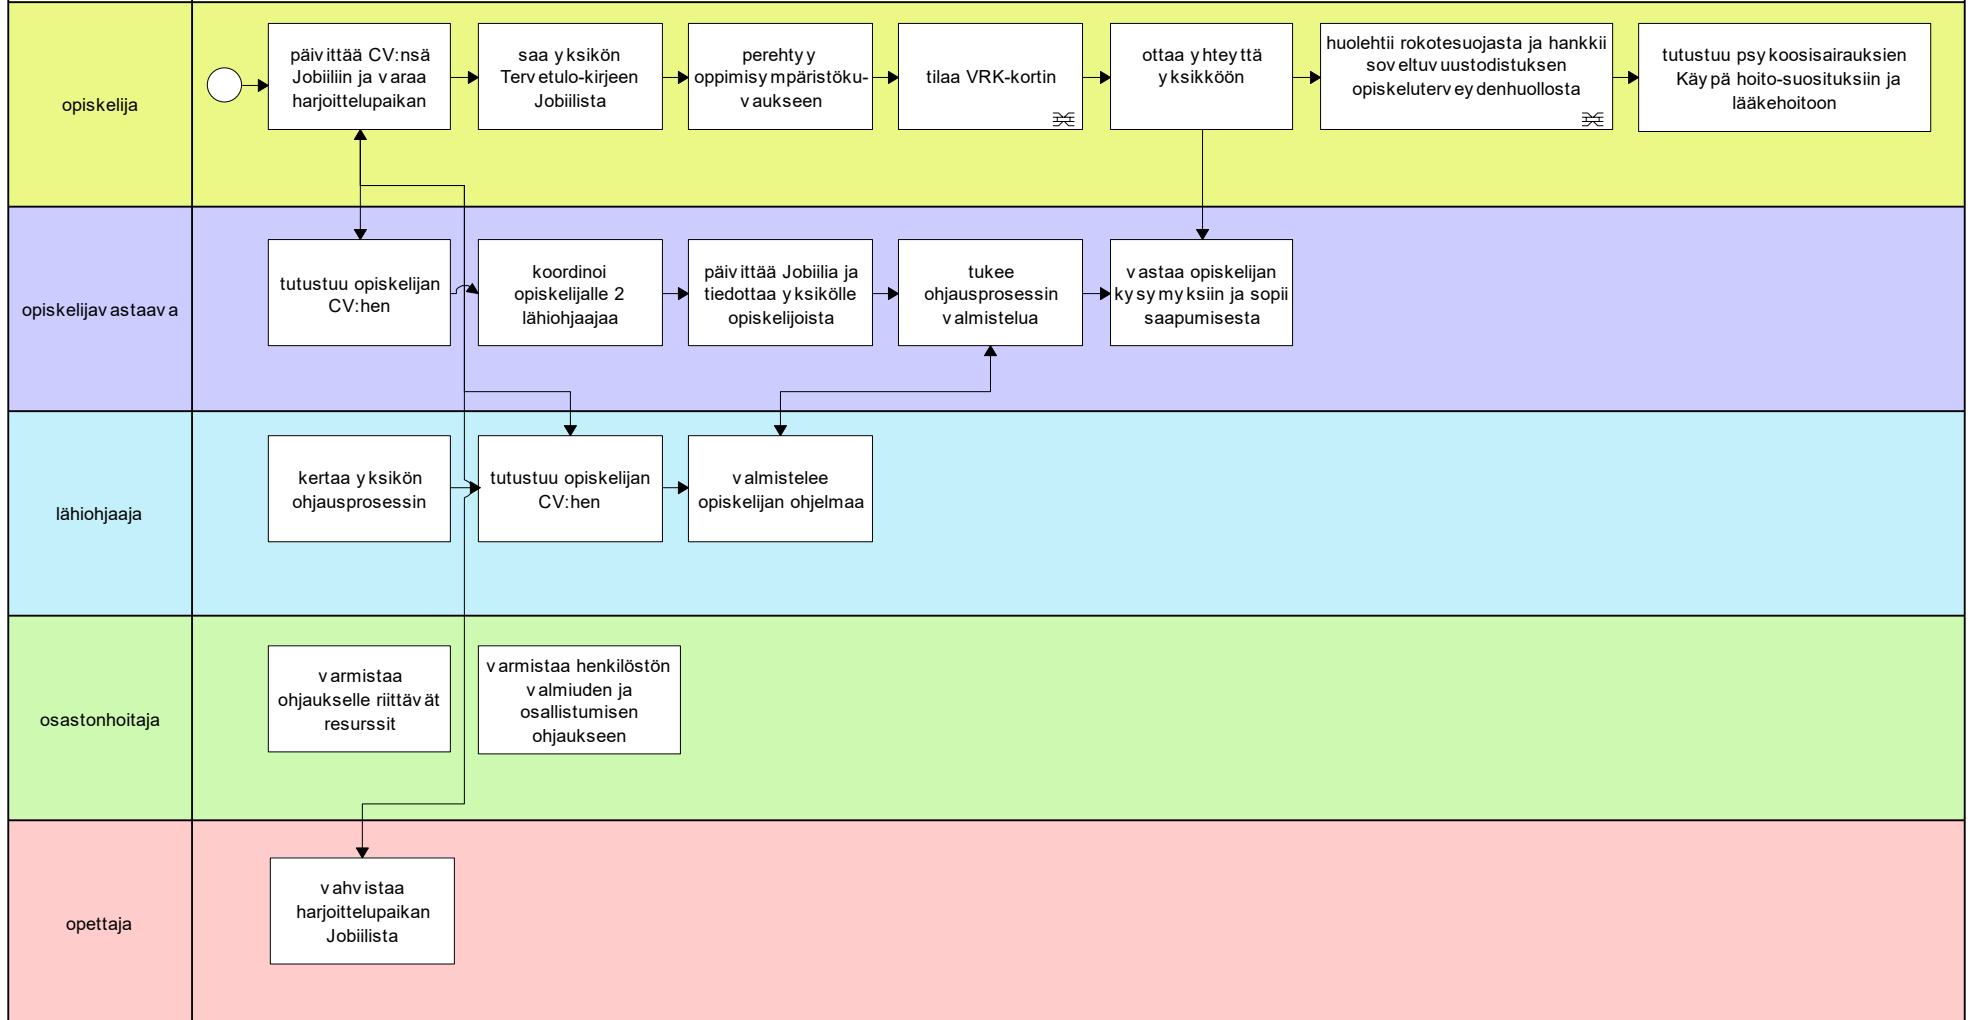 opiskelija
päivittää CV:nsä
Jobiiliin ja varaa
harjoittelupaikan
saa yksikön
Tervetulo-kirjeen
Jobiilista
perehtyy
oppimisympäristöku-
vaukseen
tilaa VRK-kortin
ottaa yhteyttä
yksikköön
huolehtii rokotesuojasta ja hankkii
soveltuvuustodistuksen
opiskeluterveydenhuollosta
tutustuu psykoosisairauksien
Käypä hoito-suosituksiin ja
lääkehoitoon
opiskelijavastaava
tutustuu opiskelijan
CV:hen
koordinoi
opiskelijalle 2
lähiohjaajaa
päivittää Jobiilia ja
tiedottaa yksikölle
opiskelijoista
tukee
ohjausprosessin
valmistelua
vastaa opiskelijan
kysymyksiin ja sopii
saapumisesta
lähiohjaaja
kertaa yksikön
ohjausprosessin
tutustuu opiskelijan
CV:hen
valmistelee
opiskelijan ohjelmaa
osastonhoitaja
varmistaa
ohjaukselle riittävät
resurssit
varmistaa henkilöstön
valmiuden ja
osallistumisen
ohjaukseen
opettaja
vahvistaa
harjoittelupaikan
Jobiilista